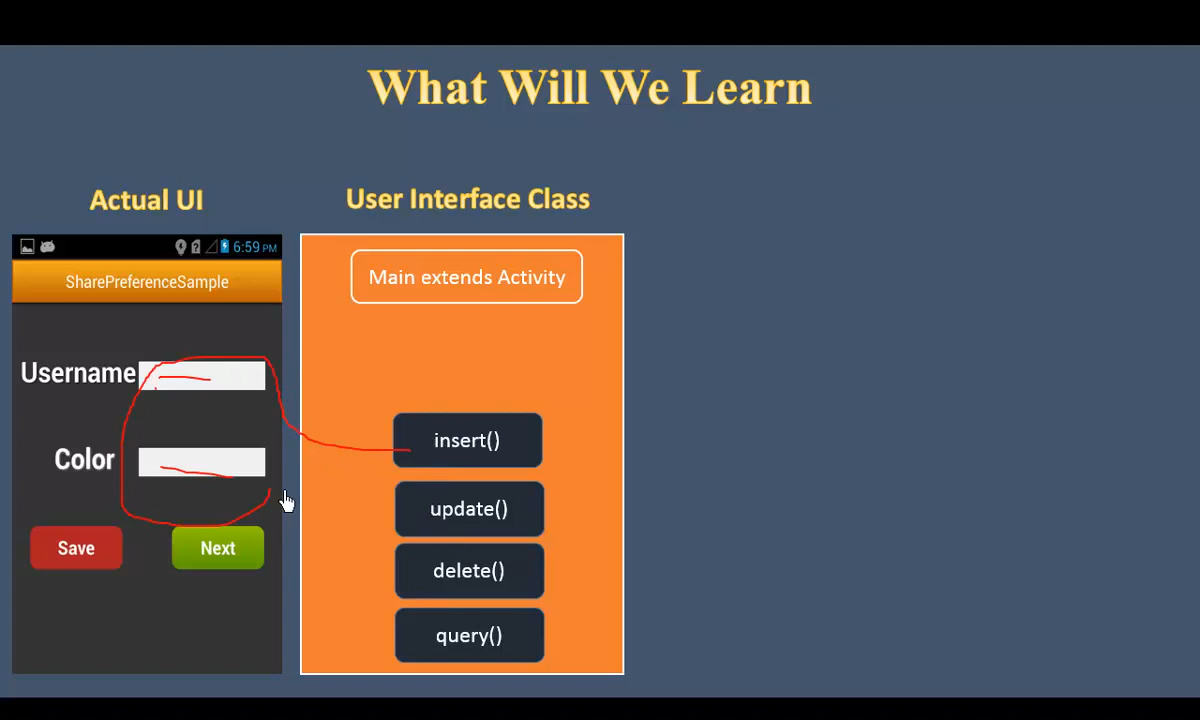 What Will We Learn
Actual UI
User Interface Class
6:59 PM
SharePreferenceSample
Username
Color
Save
Next
Main extends Activity
insert()
update()
delete()
query()